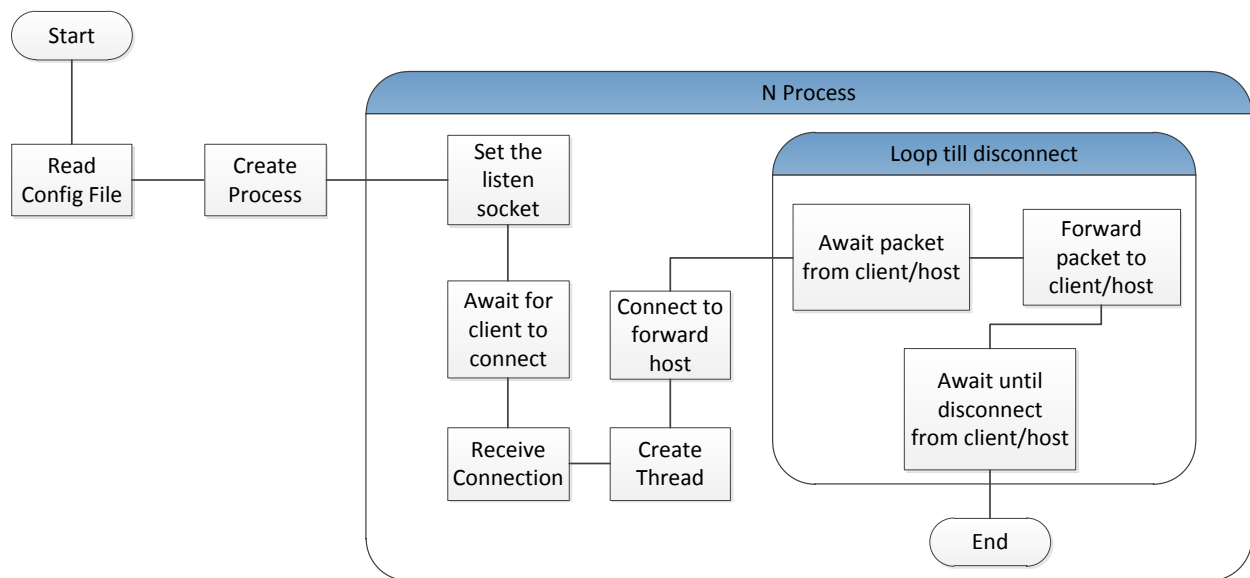 Start
Read
Config File
Create
Process
N Process
Set the
listen
socket
Await for
client to
connect
Receive
Connection
Create
Thread
Connect to
forward
host
Loop till disconnect
Await packet
from client/host
Forward
packet to
client/host
Await until
disconnect
from client/host
End